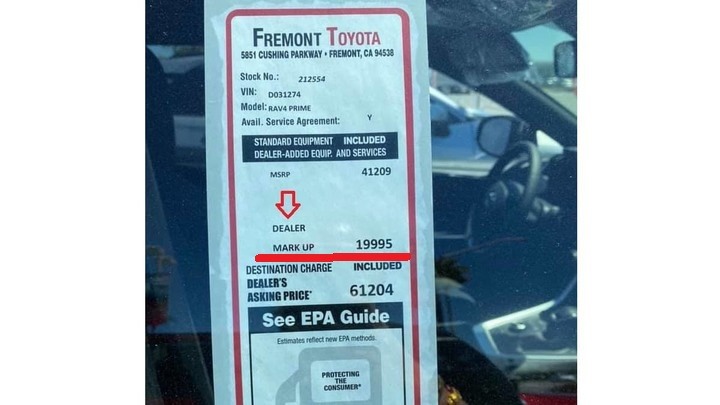 FREMONT TOYOTA
5851 CUSHING PARKWAY • FREMONT, CA 94538
Stock No.: 212554
VIN: D031274
Model: RAV4 PRIME
Avail. Service Agreement: Y
STANDARD EQUIPMENT INCLUDED
DEALER-ADDED EQUIP. AND SERVICES
MSRP 41209
DEALER
MARK UP 19995
DESTINATION CHARGE INCLUDED
DEALER'S
ASKING PRICE* 61204
See EPA Guide
Estimates reflect new EPA methods.
PROTECTING
THE
CONSUMER*